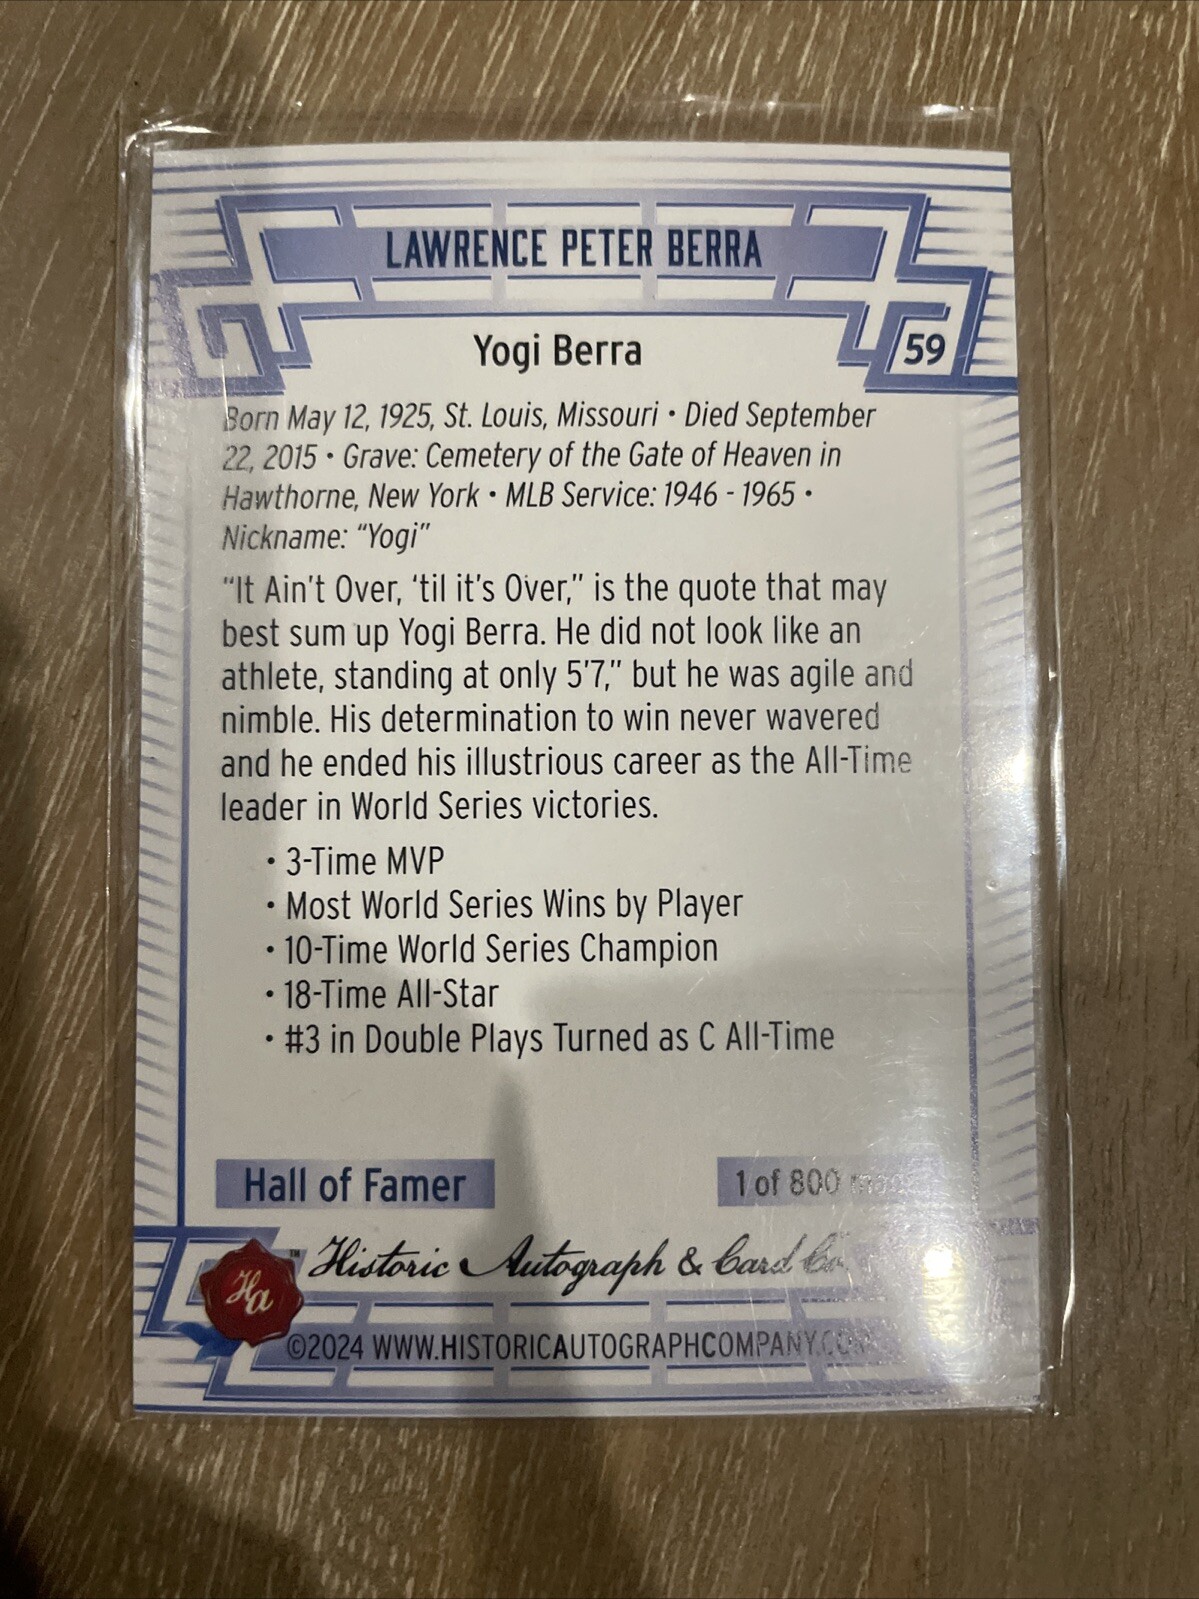 LAWRENCE PETER BERRA
Yogi Berra
59
Born May 12, 1925, St. Louis, Missouri • Died September
22, 2015 • Grave: Cemetery of the Gate of Heaven in
Hawthorne, New York • MLB Service: 1946 - 1965 •
Nickname: “Yogi”
“It Ain't Over, ‘til it's Over,” is the quote that may
best sum up Yogi Berra. He did not look like an
athlete, standing at only 5'7,” but he was agile and
nimble. His determination to win never wavered
and he ended his illustrious career as the All-Time
leader in World Series victories.
• 3-Time MVP
• Most World Series Wins by Player
• 10-Time World Series Champion
• 18-Time All-Star
• #3 in Double Plays Turned as C All-Time
Hall of Famer
1 of 800
Ha
™ Historic Autograph & Card Co.
©2024 WWW.HISTORICAUTOGRAPHCOMPANY.COM